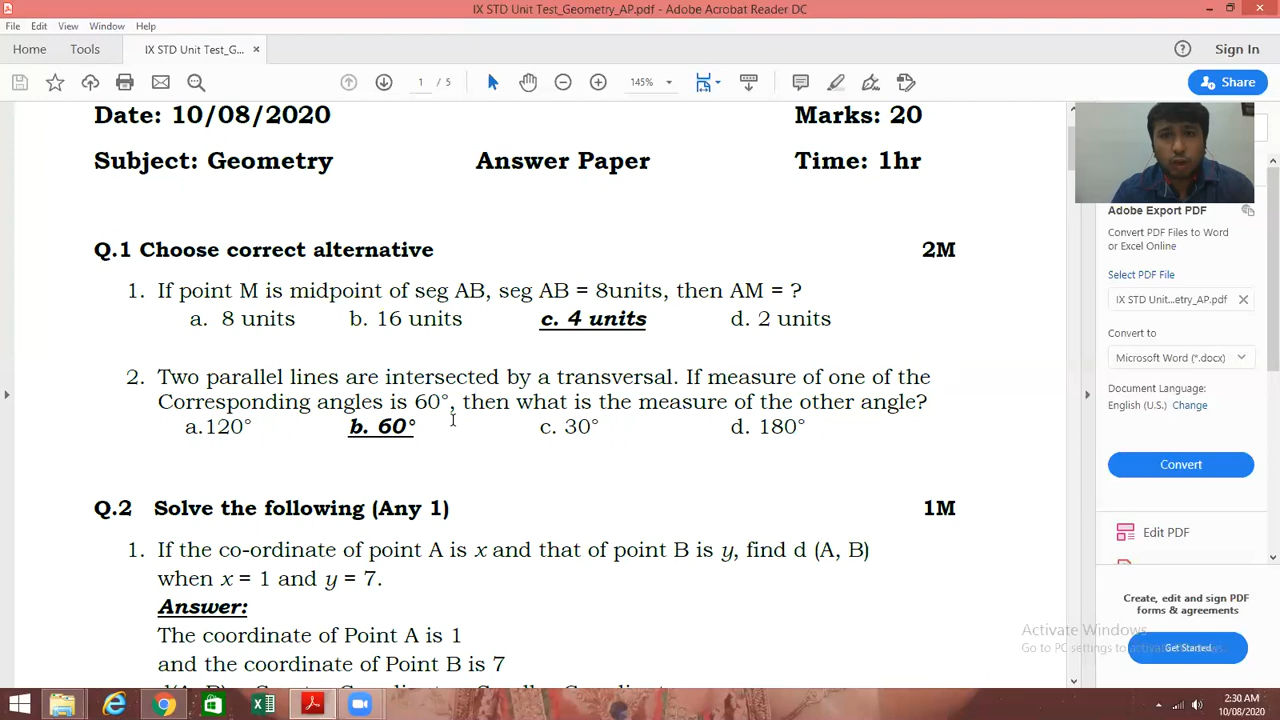 IX STD Unit Test_Geometry_AP.pdf - Adobe Acrobat Reader DC
File Edit View Window Help
Home Tools IX STD Unit Test_G... × Sign In
1 / 5 145% Share
Date: 10/08/2020 Marks: 20
Subject: Geometry Answer Paper Time: 1hr
Q.1 Choose correct alternative 2M
1. If point M is midpoint of seg AB, seg AB = 8units, then AM = ?
a. 8 units b. 16 units c. 4 units d. 2 units
2. Two parallel lines are intersected by a transversal. If measure of one of the
Corresponding angles is 60°, then what is the measure of the other angle?
a.120° b. 60° c. 30° d. 180°
Q.2 Solve the following (Any 1) 1M
1. If the co-ordinate of point A is x and that of point B is y, find d (A, B)
when x = 1 and y = 7.
Answer:
The coordinate of Point A is 1
and the coordinate of Point B is 7
Adobe Export PDF
Convert PDF Files to Word
or Excel Online
Select PDF File
IX STD Unit...etry_AP.pdf
Convert to
Microsoft Word (*.docx)
Document Language:
English (U.S.) Change
Convert
Edit PDF
Create, edit and sign PDF
forms & agreements
Get Started
Activate Windows
Go to PC settings to activate
2:30 AM
10/08/2020